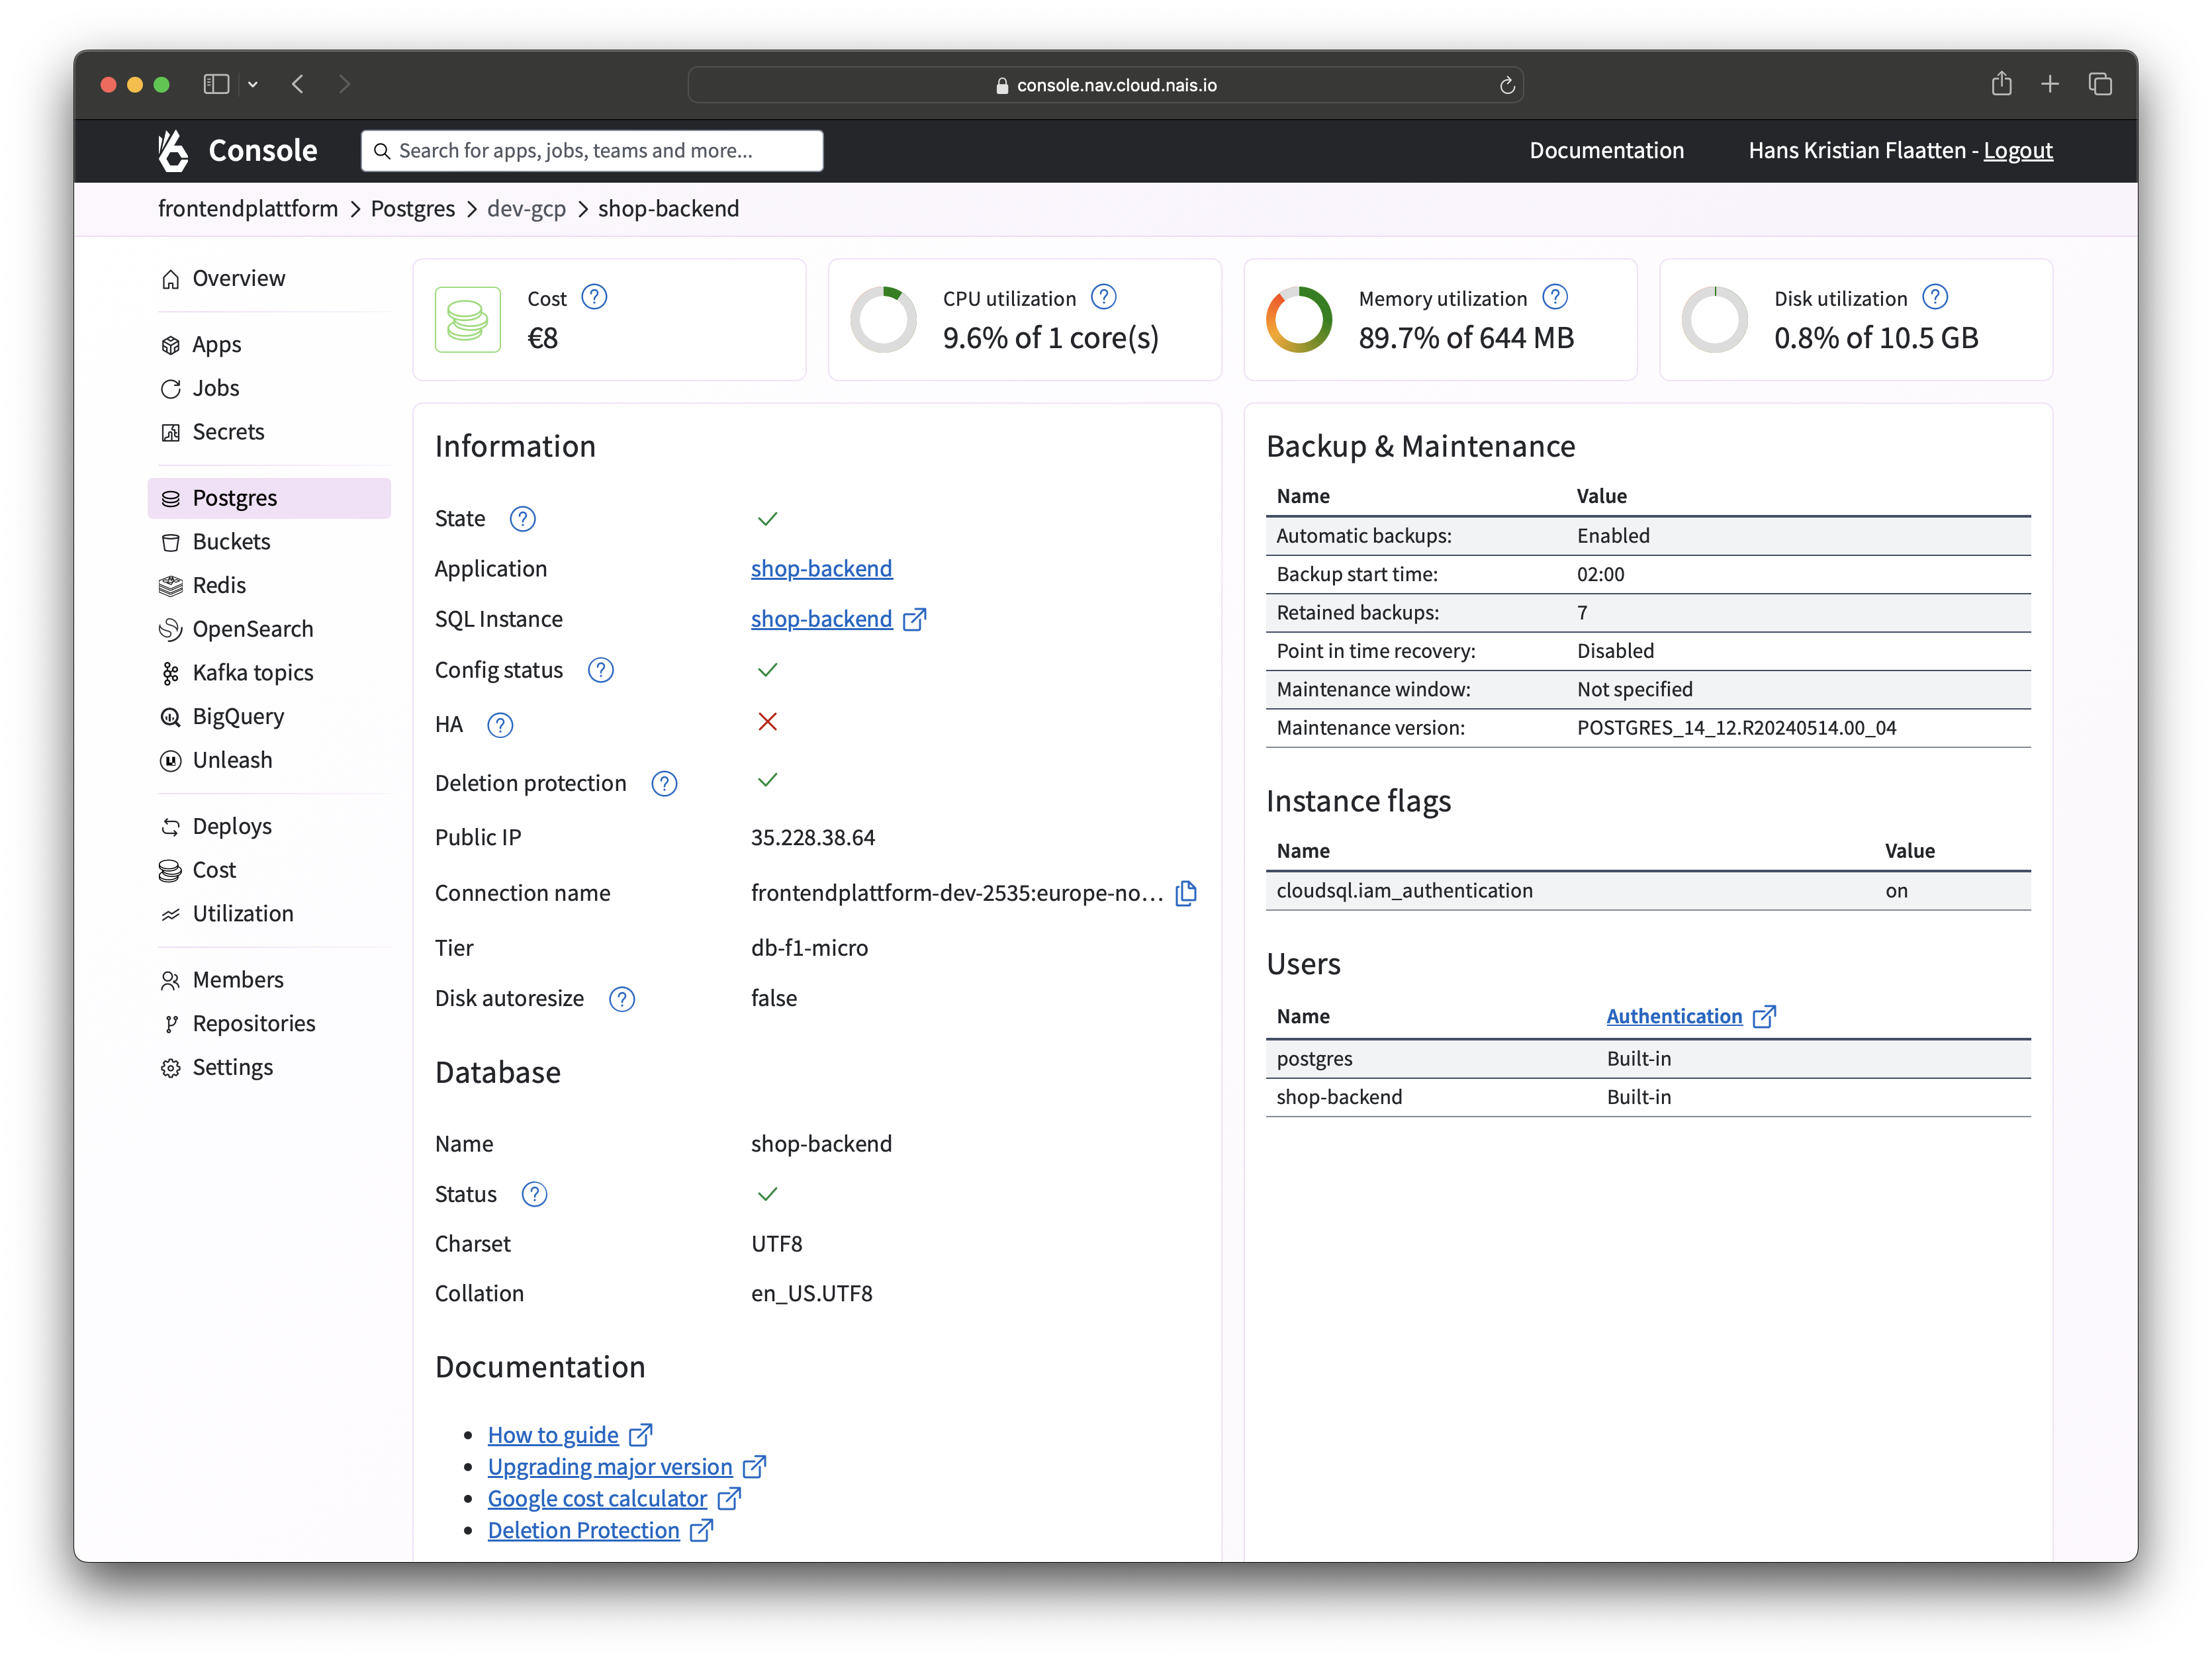 console.nav.cloud.nais.io
Console
Search for apps, jobs, teams and more...
Documentation
Hans Kristian Flaatten - Logout
frontendplattform > Postgres > dev-gcp > shop-backend
Overview
Apps
Jobs
Secrets
Postgres
Buckets
Redis
OpenSearch
Kafka topics
BigQuery
Unleash
Deploys
Cost
Utilization
Members
Repositories
Settings
Cost
€8
CPU utilization
9.6% of 1 core(s)
Memory utilization
89.7% of 644 MB
Disk utilization
0.8% of 10.5 GB
Information
State
Application shop-backend
SQL Instance shop-backend
Config status
HA
Deletion protection
Public IP 35.228.38.64
Connection name frontendplattform-dev-2535:europe-no...
Tier db-f1-micro
Disk autoresize false
Database
Name shop-backend
Status
Charset UTF8
Collation en_US.UTF8
Documentation
How to guide
Upgrading major version
Google cost calculator
Deletion Protection
Backup & Maintenance
Name Value
Automatic backups: Enabled
Backup start time: 02:00
Retained backups: 7
Point in time recovery: Disabled
Maintenance window: Not specified
Maintenance version: POSTGRES_14_12.R20240514.00_04
Instance flags
Name Value
cloudsql.iam_authentication on
Users
Name Authentication
postgres Built-in
shop-backend Built-in